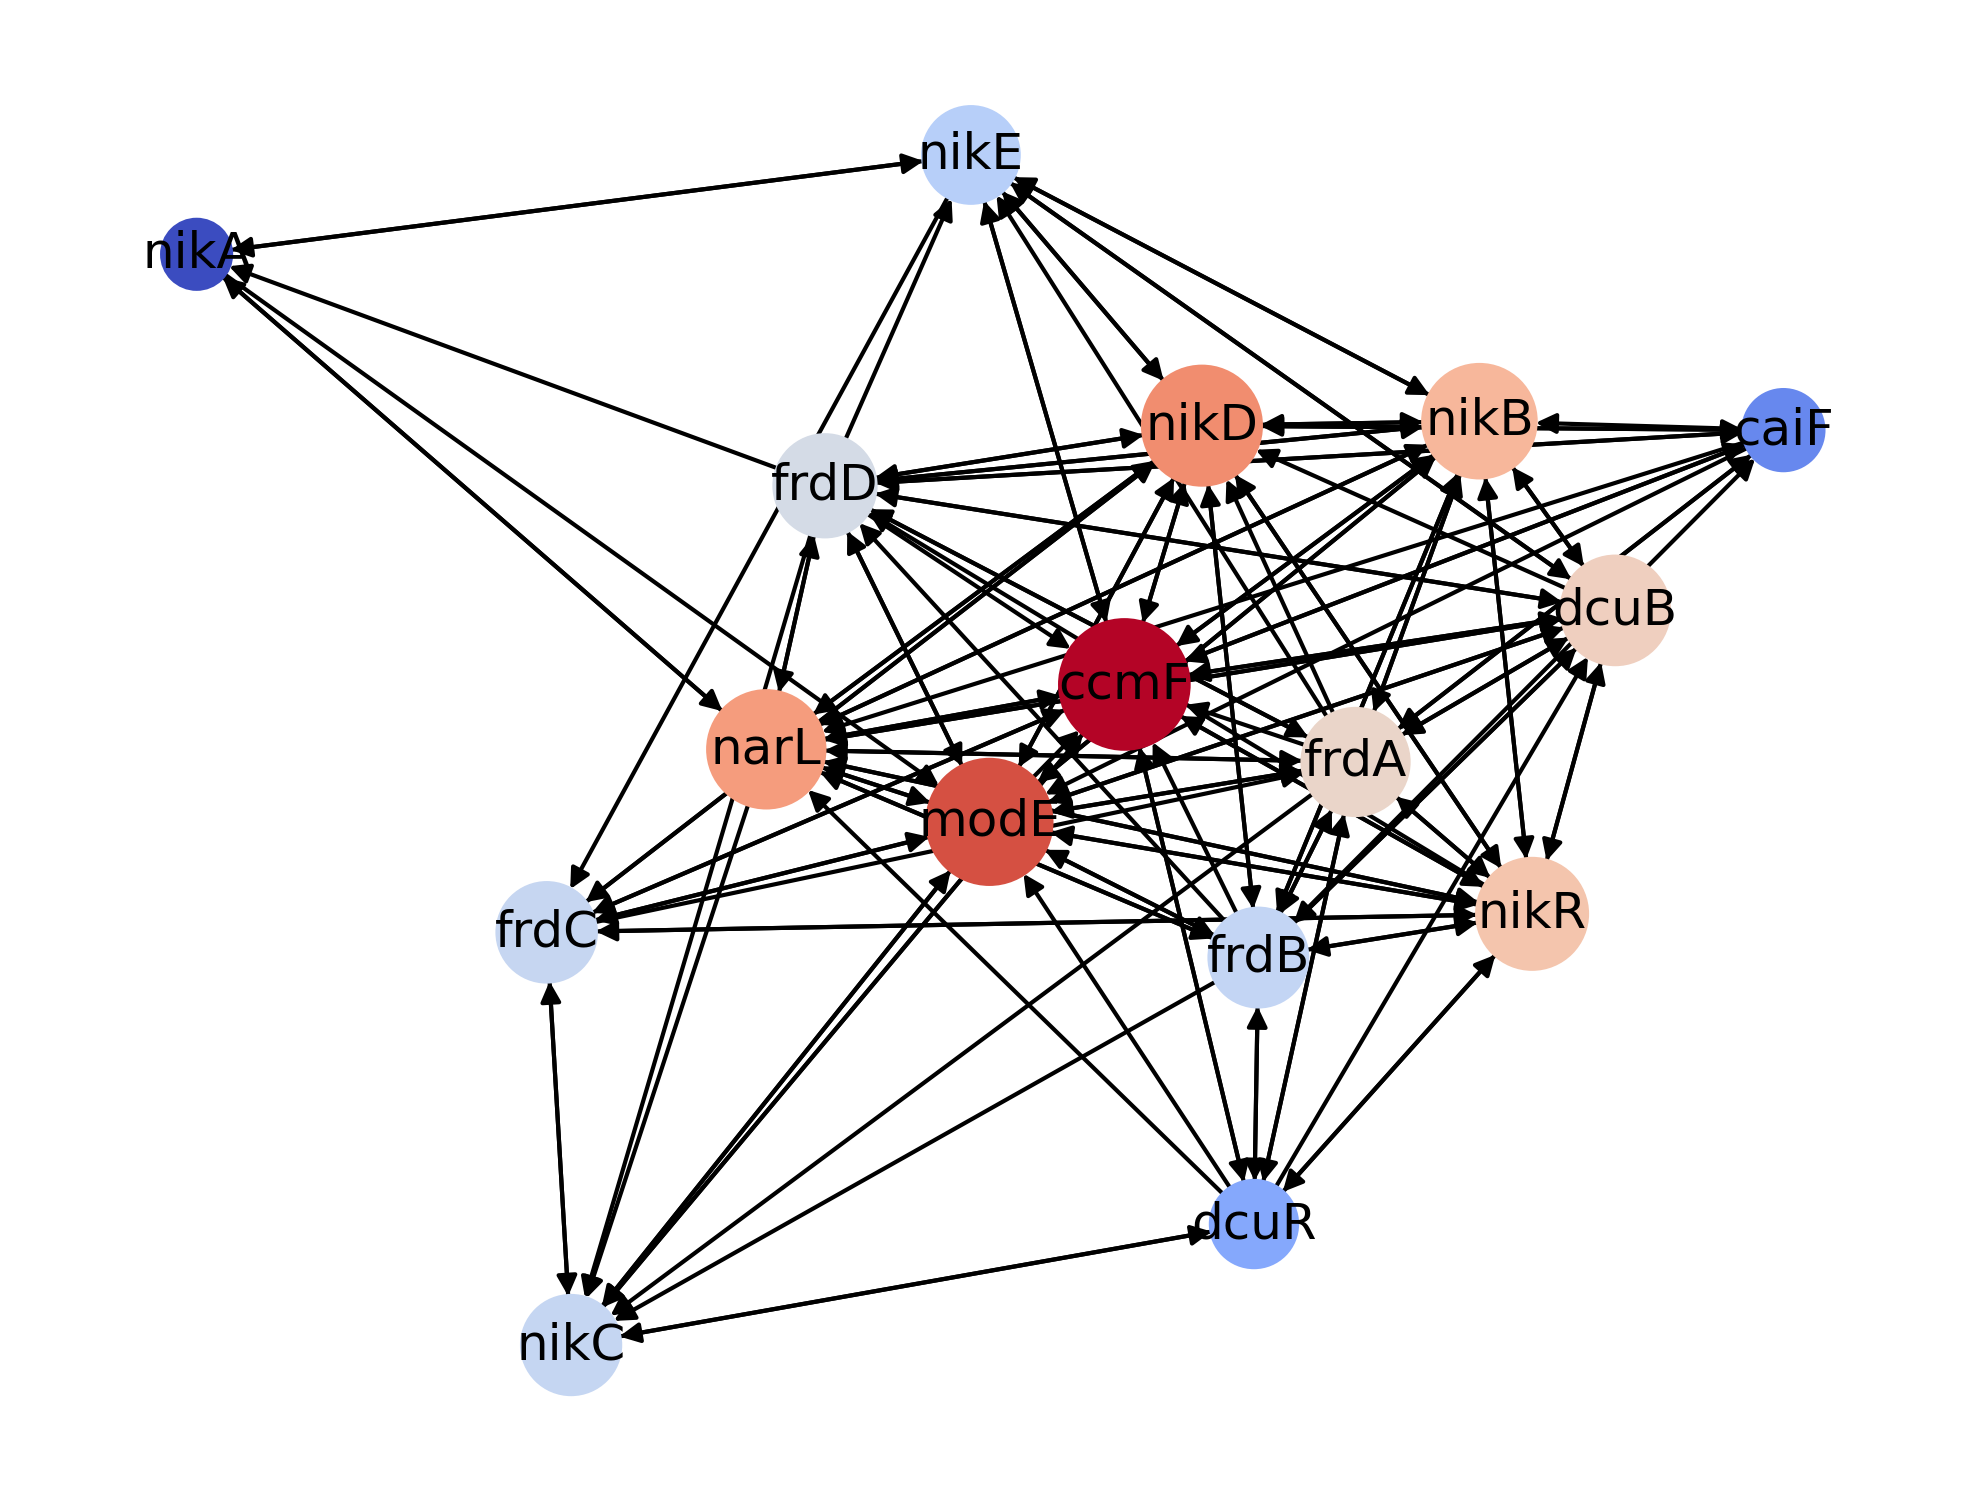 nikE
nikA
nikD
nikB
caiF
frdD
dcuB
ccmF
narL
frdA
modE
frdC
nikR
frdB
dcuR
nikC